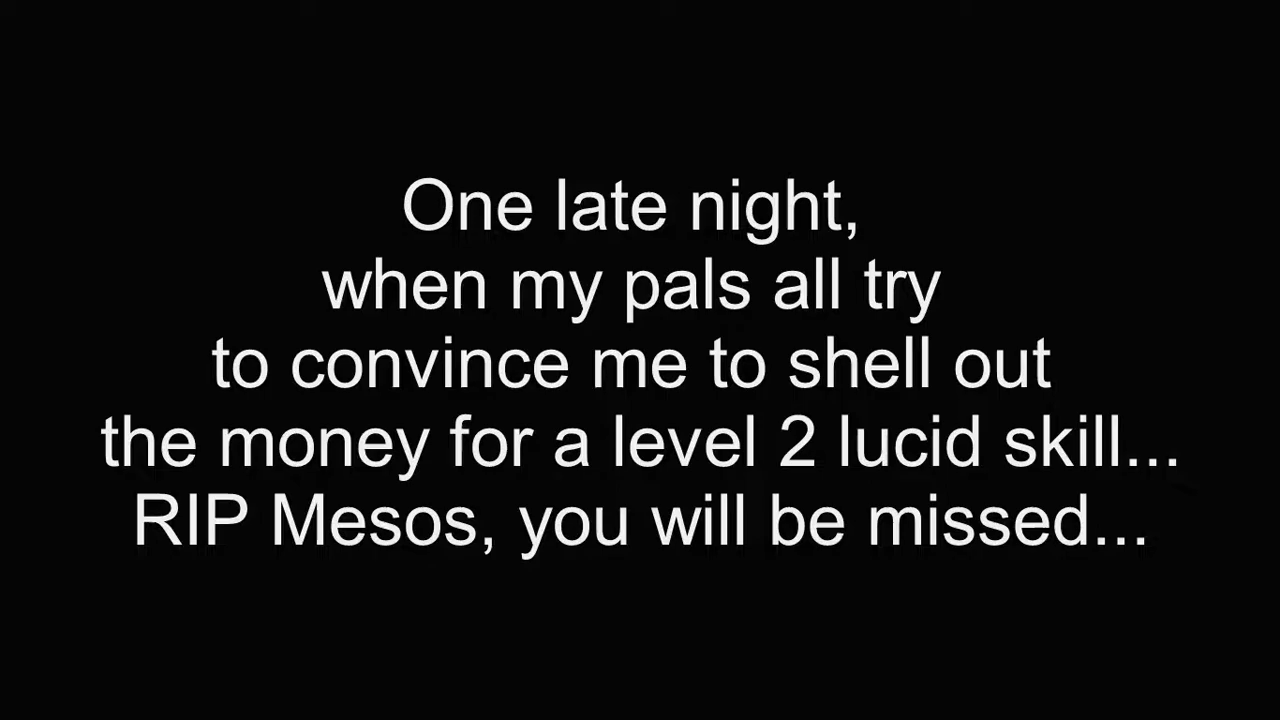 One late night,
when my pals all try
to convince me to shell out
the money for a level 2 lucid skill...
RIP Mesos, you will be missed...